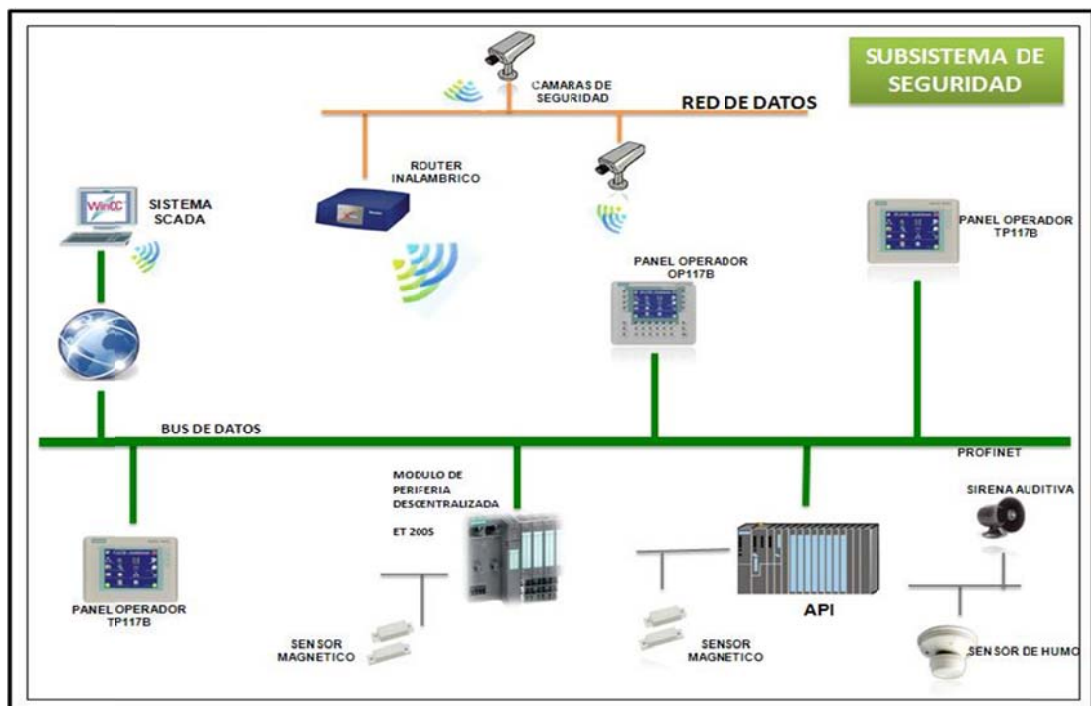 SUBSISTEMA DE
SEGURIDAD
CAMARAS DE
SEGURIDAD
RED DE DATOS
ROUTER
INALAMBRICO
WinCC
SISTEMA
SCADA
PANEL OPERADOR
TP117B
PANEL OPERADOR
OP117B
BUS DE DATOS
PROFINET
MODULO DE
PERIFERIA
DESCENTRALIZADA
ET 200S
SIRENA AUDITIVA
PANEL OPERADOR
TP117B
API
SENSOR
MAGNETICO
SENSOR
MAGNETICO
SENSOR DE HUMO